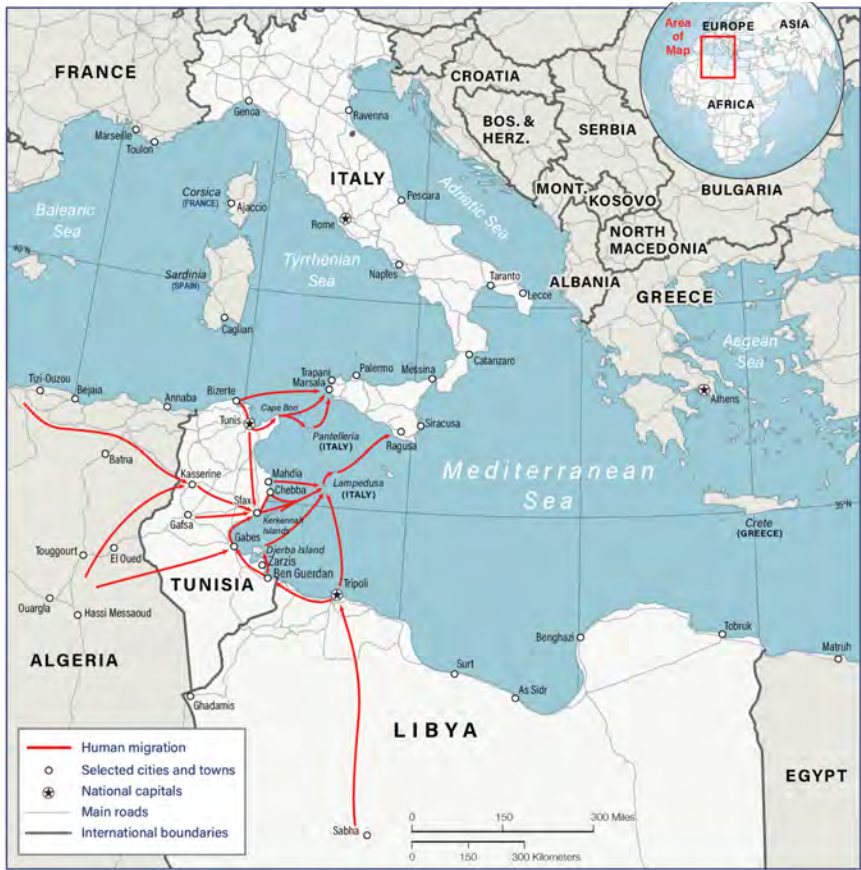 Area
of
Map
EUROPE
ASIA
AFRICA
FRANCE
CROATIA
BOS. &
HERZ.
SERBIA
Genoa
Ravenna
Marseille
Toulon
ITALY
MONT.
KOSOVO
BULGARIA
Corsica
(FRANCE)
Ajaccio
Pescara
Adriatic
Sea
Balearic
Sea
Rome
NORTH
MACEDONIA
40°N
Tyrrhenian
Sea
Sardinia
(SPAIN)
Naples
Taranto
Lecce
ALBANIA
GREECE
Caglian
Aegean
Sea
Catanzaro
Tizi-Ouzou
Bejaia
Annaba
Bizerte
Trapani
Marsala
Palermo
Messina
Athens
Tunis
Cape Bon
Pantelleria
(ITALY)
Siracusa
Ragusa
Batna
Kasserine
Mahdia
Chebba
Lampedusa
(ITALY)
Mediterranean
Sea
Sfax
Kerkennah
Islands
35°N
Gafsa
Crete
(GREECE)
Gabes
Djerba Island
Zarzis
Ben Guerdan
Touggourt
El Oued
TUNISIA
Tripoli
Ouargla
Hassi Messaoud
Benghazi
Tobruk
Matruh
ALGERIA
Surt
As Sidr
Ghadamis
LIBYA
EGYPT
Human migration
Selected cities and towns
National capitals
Main roads
International boundaries
Sabha
0 150 300 Miles
0 150 300 Kilometers